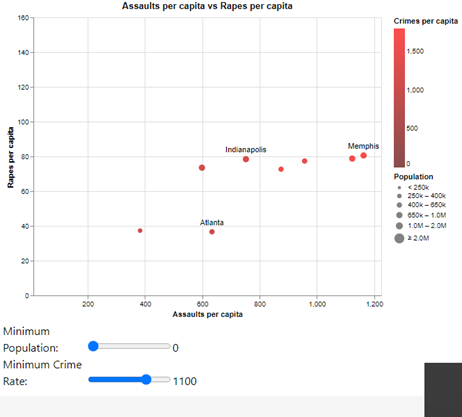 Assaults per capita vs Rapes per capita
Crimes per capita
160
140
120
100
80
60
40
20
0
Rapes per capita
Indianapolis
Memphis
Atlanta
200
400
600
800
1,000
1,200
Assaults per capita
1,500
1,000
500
0
Population
< 250k
250k – 400k
400k – 650k
650k – 1.0M
1.0M – 2.0M
≥ 2.0M
Minimum
Population: 0
Minimum Crime
Rate: 1100